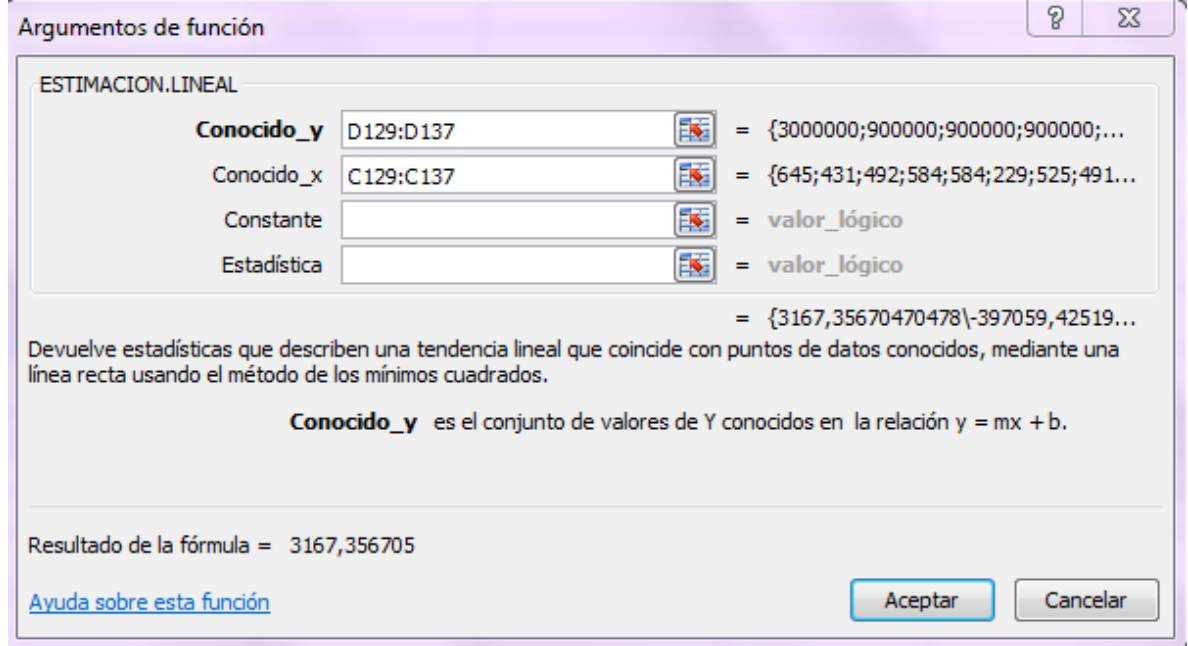 Argumentos de función
ESTIMACION.LINEAL
Conocido_y D129:D137 = {3000000;900000;900000;900000;...
Conocido_x C129:C137 = {645;431;492;584;584;229;525;491...
Constante = valor_lógico
Estadística = valor_lógico
= {3167,35670470478\-397059,42519...
Devuelve estadísticas que describen una tendencia lineal que coincide con puntos de datos conocidos, mediante una
línea recta usando el método de los mínimos cuadrados.
Conocido_y es el conjunto de valores de Y conocidos en la relación y = mx + b.
Resultado de la fórmula = 3167,356705
Ayuda sobre esta función Aceptar Cancelar